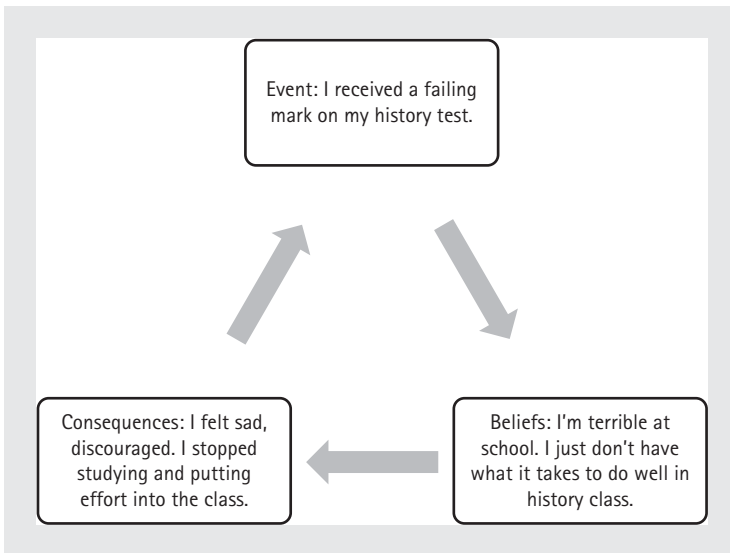 Event: I received a failing
mark on my history test.
Beliefs: I'm terrible at
school. I just don't have
what it takes to do well in
history class.
Consequences: I felt sad,
discouraged. I stopped
studying and putting
effort into the class.